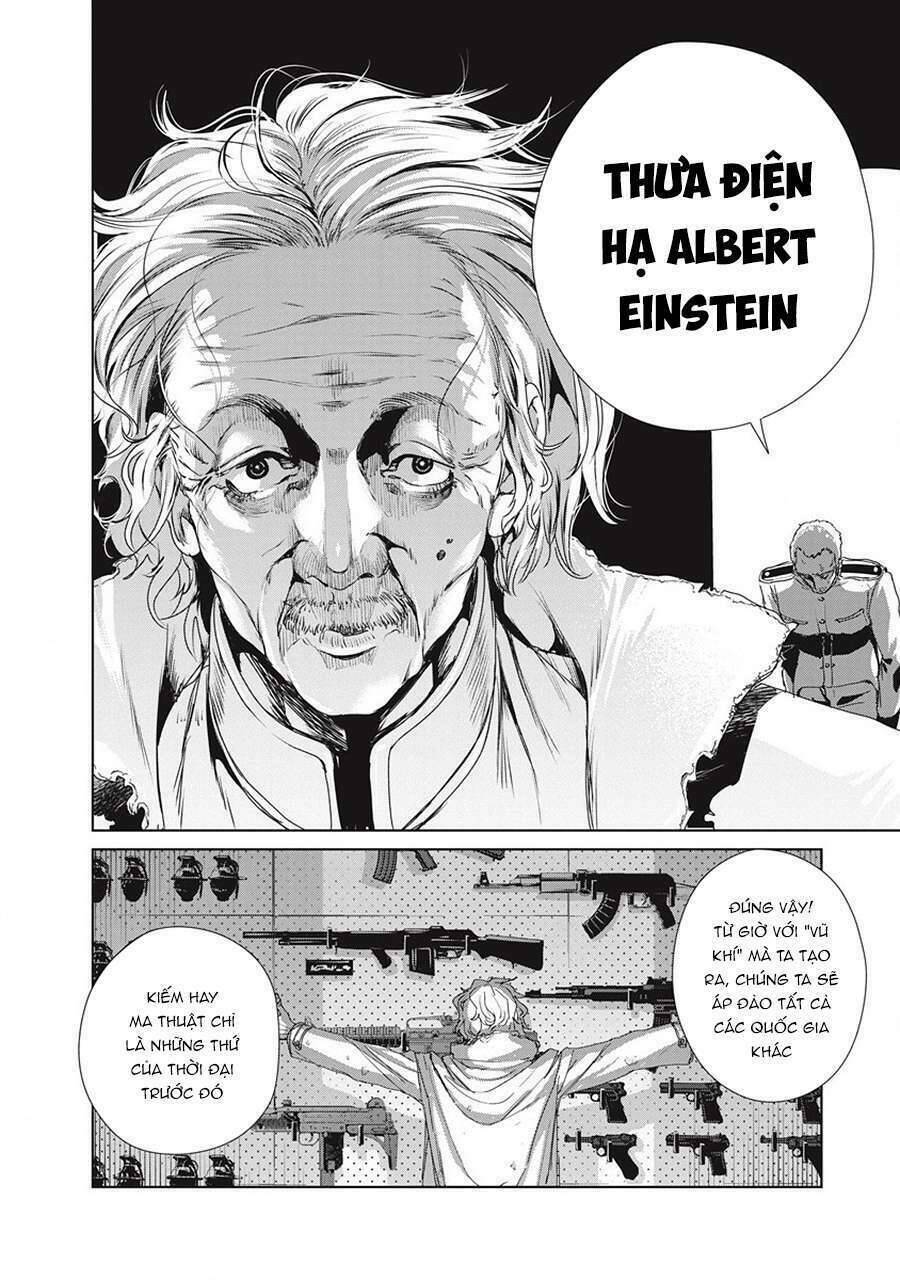 THƯA ĐIỆN
HẠ ALBERT
EINSTEIN
ĐÚNG VẬY!
TỪ GIỜ VỚI "VŨ
KHÍ" MÀ TA TẠO
RA, CHÚNG TA SẼ
ÁP ĐẢO TẤT CẢ
CÁC QUỐC GIA
KHÁC
KIẾM HAY
MA THUẬT CHỈ
LÀ NHỮNG THỨ
CỦA THỜI ĐẠI
TRƯỚC ĐÓ